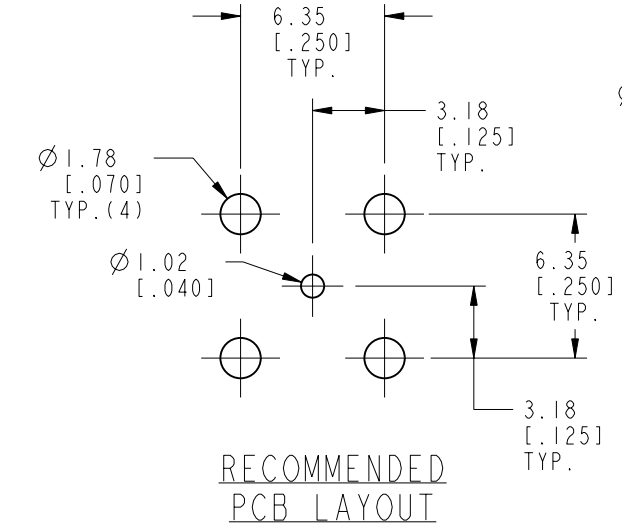 6.35
[.250]
TYP.
3.18
[.125]
TYP.
Ø1.78
[.070]
TYP.(4)
Ø1.02
[.040]
6.35
[.250]
TYP.
3.18
[.125]
TYP.
RECOMMENDED
PCB LAYOUT